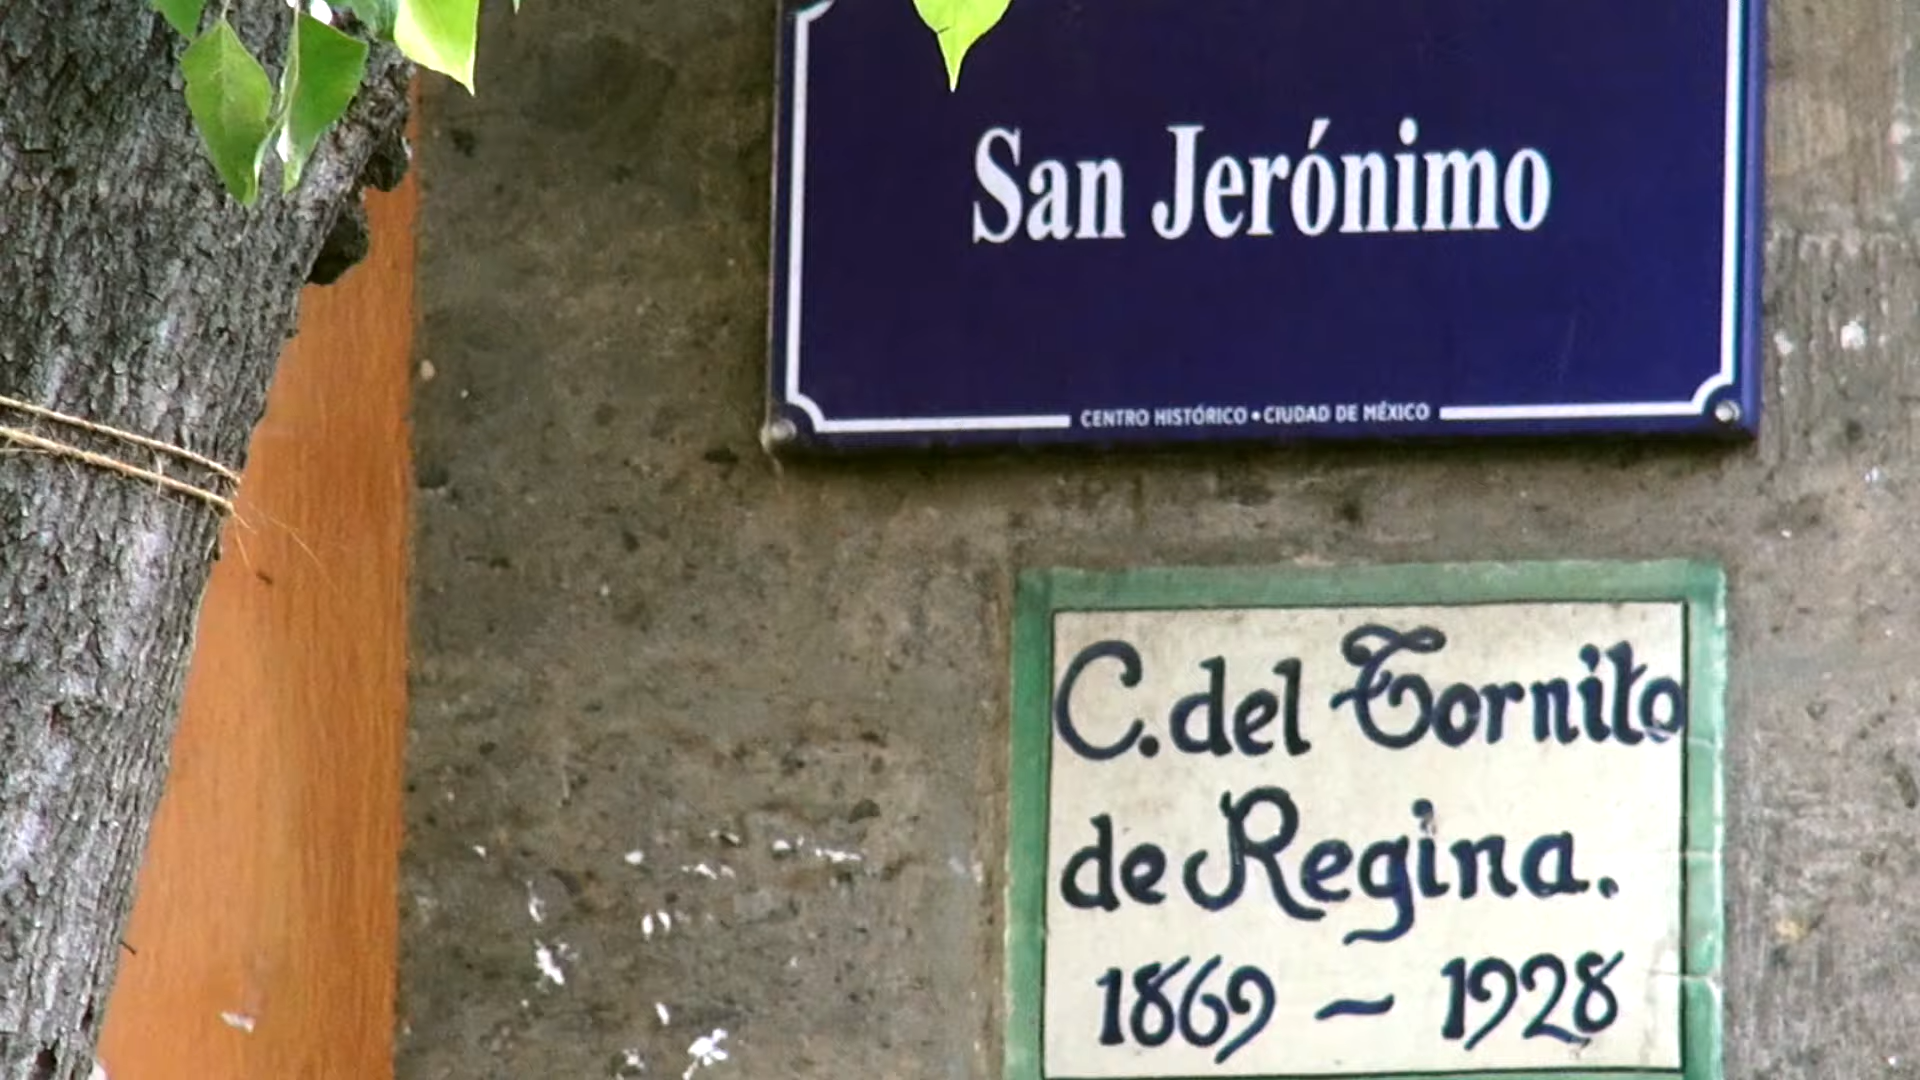 San Jerónimo
CENTRO HISTÓRICO • CIUDAD DE MÉXICO
C. del Tornito
de Regina.
1869 – 1928